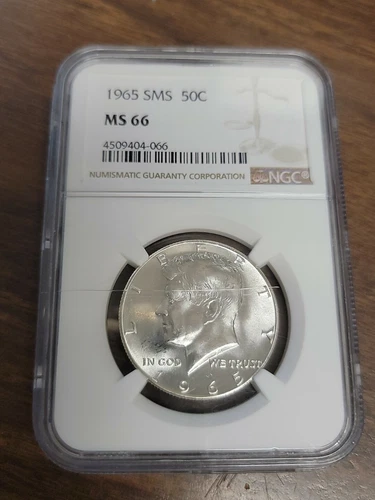 1965 SMS 50C
MS 66
4509404-066
NUMISMATIC GUARANTY CORPORATION
NGC®
LIBERTY
IN GOD WE TRUST
1965